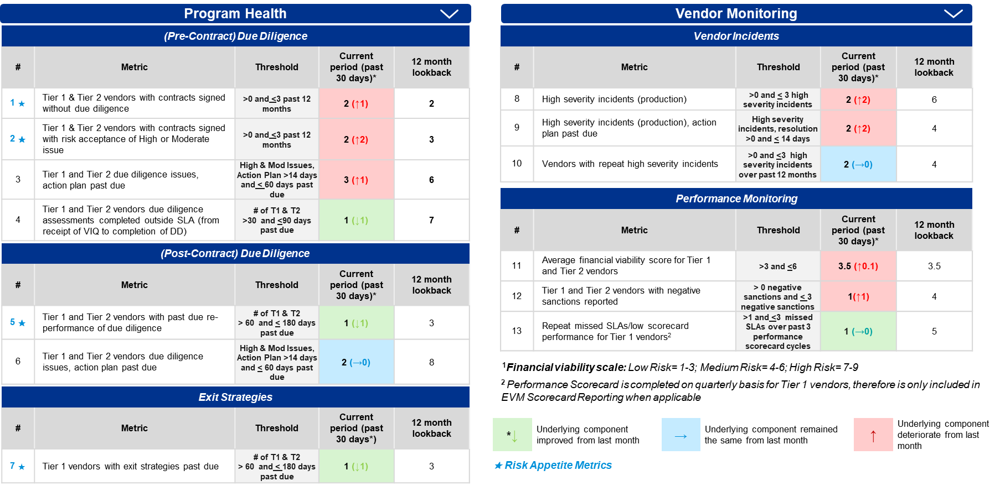 Program Health
(Pre-Contract) Due Diligence
# Metric Threshold Current period (past 30 days)* 12 month lookback
1 ★ Tier 1 & Tier 2 vendors with contracts signed without due diligence >0 and <3 past 12 months 2 (↑1) 2
2 ★ Tier 1 & Tier 2 vendors with contracts signed with risk acceptance of High or Moderate issue >0 and <3 past 12 months 2 (↑2) 3
3 Tier 1 and Tier 2 due diligence issues, action plan past due High & Mod Issues, Action Plan >14 days and < 60 days past due 3 (↑1) 6
4 Tier 1 and Tier 2 vendors due diligence assessments completed outside SLA (from receipt of VIQ to completion of DD) # of T1 & T2 >30 and <90 days past due 1 (↓1) 7
(Post-Contract) Due Diligence
# Metric Threshold Current period (past 30 days)* 12 month lookback
5 ★ Tier 1 and Tier 2 vendors with past due re-performance of due diligence # of T1 & T2 > 60 and < 180 days past due 1 (↓1) 3
6 Tier 1 and Tier 2 vendors due diligence issues, action plan past due High & Mod Issues, Action Plan >14 days and < 60 days past due 2 (→0) 8
Exit Strategies
# Metric Threshold Current period (past 30 days*) 12 month lookback
7 ★ Tier 1 vendors with exit strategies past due # of T1 & T2 > 60 and < 180 days past due 1 (↓1) 3
Vendor Monitoring
Vendor Incidents
# Metric Threshold Current period (past 30 days)* 12 month lookback
8 High severity incidents (production) >0 and < 3 high severity incidents 2 (↑2) 6
9 High severity incidents (production), action plan past due High severity incidents, resolution >0 and < 14 days 2 (↑2) 4
10 Vendors with repeat high severity incidents >0 and <3 high severity incidents over past 12 months 2 (→0) 4
Performance Monitoring
# Metric Threshold Current period (past 30 days)* 12 month lookback
11 Average financial viability score for Tier 1 and Tier 2 vendors >3 and <6 3.5 (↑0.1) 3.5
12 Tier 1 and Tier 2 vendors with negative sanctions reported > 0 negative sanctions and < 3 negative sanctions 1(↑1) 4
13 Repeat missed SLAs/low scorecard performance for Tier 1 vendors² >1 and <3 missed SLAs over past 3 performance scorecard cycles 1 (→0) 5
¹Financial viability scale: Low Risk= 1-3; Medium Risk= 4-6; High Risk= 7-9
² Performance Scorecard is completed on quarterly basis for Tier 1 vendors, therefore is only included in
EVM Scorecard Reporting when applicable
*↓ Underlying component improved from last month
→ Underlying component remained the same from last month
↑ Underlying component deteriorate from last month
★ Risk Appetite Metrics